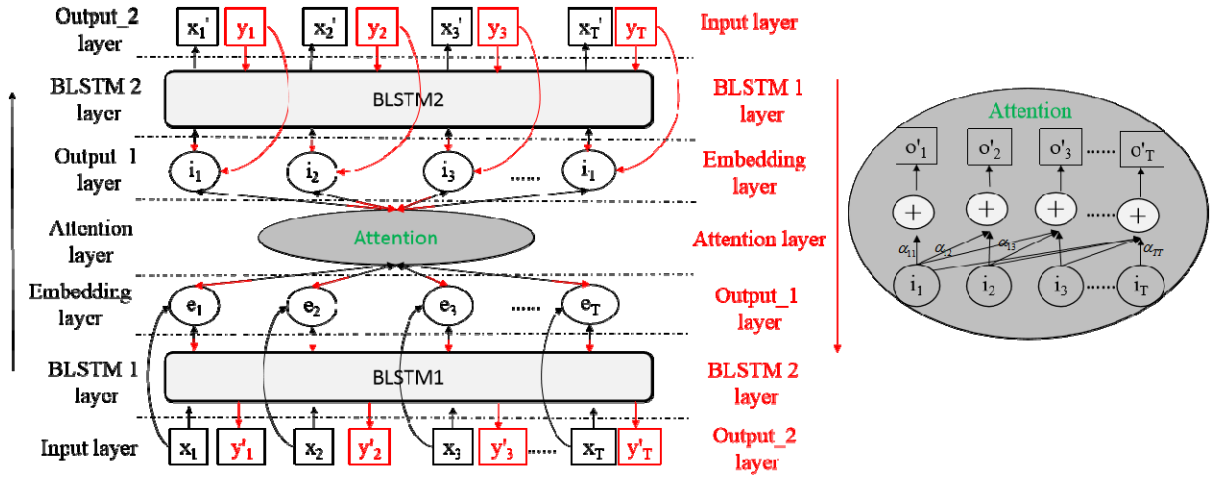 Output_2 layer
x1' y1 x2' y2 x3' y3 xT' yT
Input layer
BLSTM 2 layer
BLSTM2
BLSTM 1 layer
Output_1 layer
i1 i2 i3 ...... i1
Embedding layer
Attention layer
Attention
Attention layer
Embedding layer
e1 e2 e3 ...... eT
Output_1 layer
BLSTM 1 layer
BLSTM1
BLSTM 2 layer
Input layer
x1 y'1 x2 y'2 x3 y'3 ...... xT y'T
Output_2 layer
Attention
o'1 o'2 o'3 ...... o'T
+ + + ...... +
α11 α13 αTT
i1 i2 i3 ...... iT